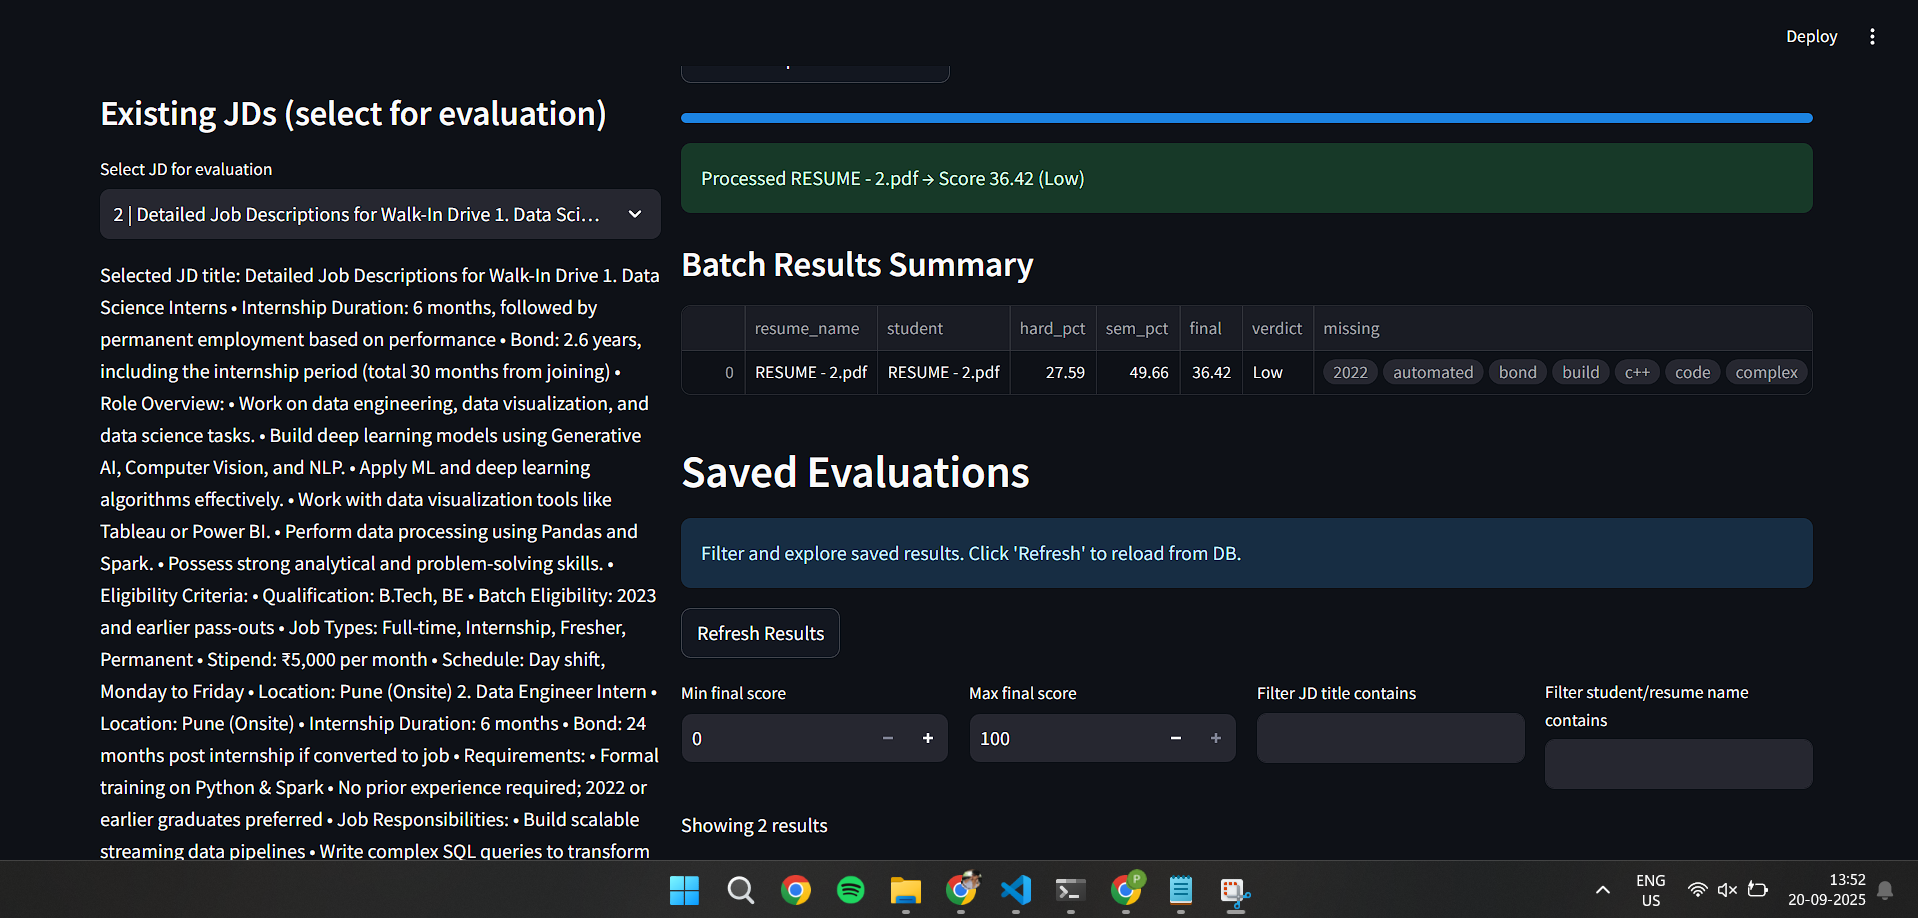 Deploy
Existing JDs (select for evaluation)
Select JD for evaluation
2 | Detailed Job Descriptions for Walk-In Drive 1. Data Sci...
Selected JD title: Detailed Job Descriptions for Walk-In Drive 1. Data
Science Interns • Internship Duration: 6 months, followed by
permanent employment based on performance • Bond: 2.6 years,
including the internship period (total 30 months from joining) •
Role Overview: • Work on data engineering, data visualization, and
data science tasks. • Build deep learning models using Generative
AI, Computer Vision, and NLP. • Apply ML and deep learning
algorithms effectively. • Work with data visualization tools like
Tableau or Power BI. • Perform data processing using Pandas and
Spark. • Possess strong analytical and problem-solving skills. •
Eligibility Criteria: • Qualification: B.Tech, BE • Batch Eligibility: 2023
and earlier pass-outs • Job Types: Full-time, Internship, Fresher,
Permanent • Stipend: ₹5,000 per month • Schedule: Day shift,
Monday to Friday • Location: Pune (Onsite) 2. Data Engineer Intern •
Location: Pune (Onsite) • Internship Duration: 6 months • Bond: 24
months post internship if converted to job • Requirements: • Formal
training on Python & Spark • No prior experience required; 2022 or
earlier graduates preferred • Job Responsibilities: • Build scalable
streaming data pipelines • Write complex SQL queries to transform
Processed RESUME - 2.pdf → Score 36.42 (Low)
Batch Results Summary
resume_name student hard_pct sem_pct final verdict missing
0 RESUME - 2.pdf RESUME - 2.pdf 27.59 49.66 36.42 Low 2022 automated bond build c++ code complex
Saved Evaluations
Filter and explore saved results. Click 'Refresh' to reload from DB.
Refresh Results
Min final score
0
Max final score
100
Filter JD title contains
Filter student/resume name
contains
Showing 2 results
ENG
US
13:52
20-09-2025